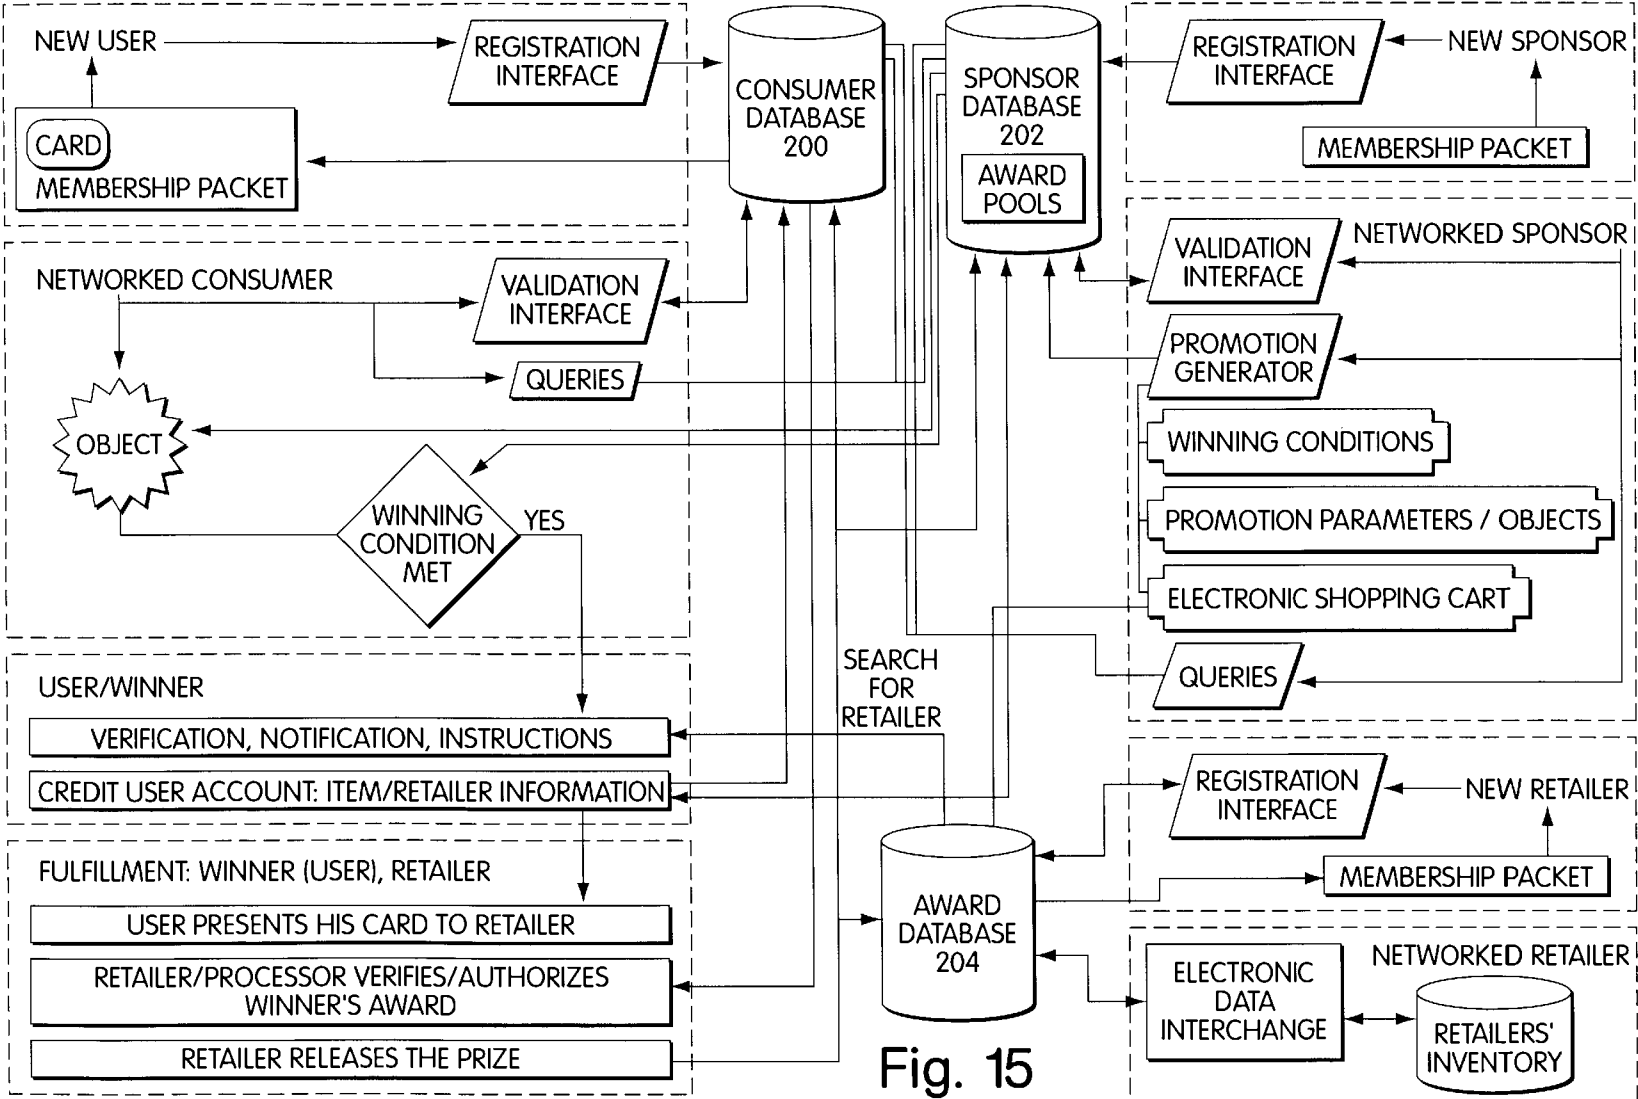 NEW USER
REGISTRATION
INTERFACE
CARD
MEMBERSHIP PACKET
CONSUMER
DATABASE
200
SPONSOR
DATABASE
202
AWARD
POOLS
REGISTRATION
INTERFACE
NEW SPONSOR
MEMBERSHIP PACKET
NETWORKED CONSUMER
VALIDATION
INTERFACE
QUERIES
OBJECT
WINNING
CONDITION
MET
YES
NETWORKED SPONSOR
VALIDATION
INTERFACE
PROMOTION
GENERATOR
WINNING CONDITIONS
PROMOTION PARAMETERS / OBJECTS
ELECTRONIC SHOPPING CART
QUERIES
SEARCH
FOR
RETAILER
USER/WINNER
VERIFICATION, NOTIFICATION, INSTRUCTIONS
CREDIT USER ACCOUNT: ITEM/RETAILER INFORMATION
REGISTRATION
INTERFACE
NEW RETAILER
MEMBERSHIP PACKET
FULFILLMENT: WINNER (USER), RETAILER
USER PRESENTS HIS CARD TO RETAILER
RETAILER/PROCESSOR VERIFIES/AUTHORIZES
WINNER'S AWARD
RETAILER RELEASES THE PRIZE
AWARD
DATABASE
204
NETWORKED RETAILER
ELECTRONIC
DATA
INTERCHANGE
RETAILERS'
INVENTORY
Fig. 15